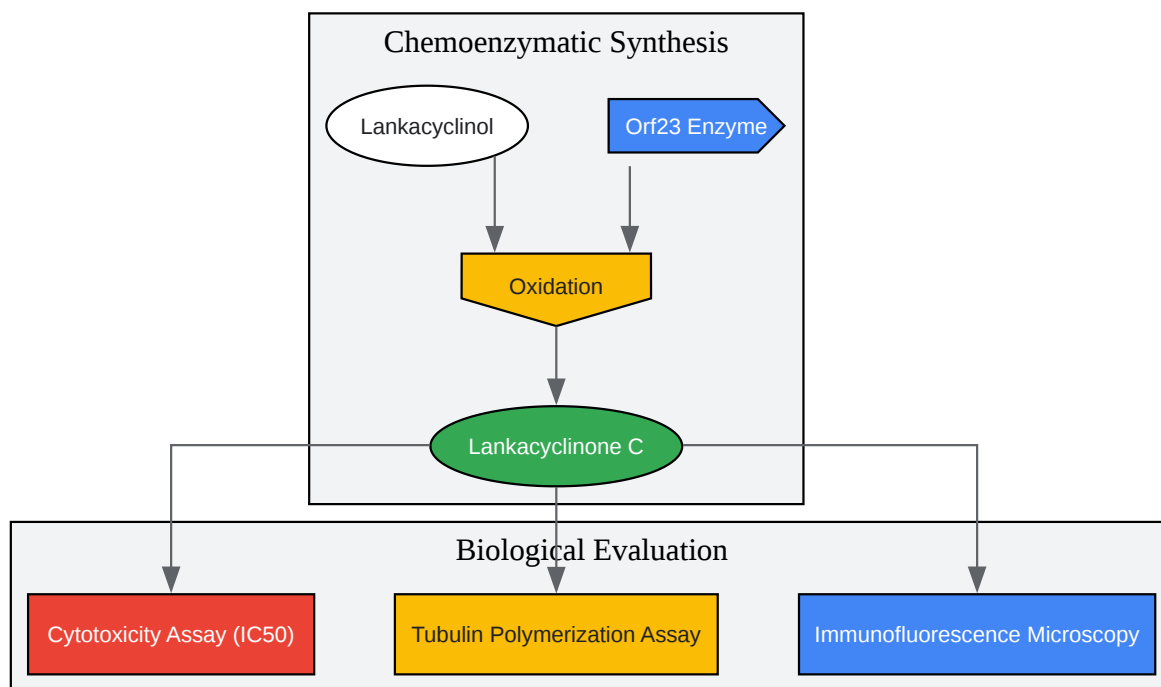 Chemoenzymatic Synthesis
Lankacyclinol
Orf23 Enzyme
Oxidation
Lankacyclinone C
Biological Evaluation
Cytotoxicity Assay (IC50)
Tubulin Polymerization Assay
Immunofluorescence Microscopy